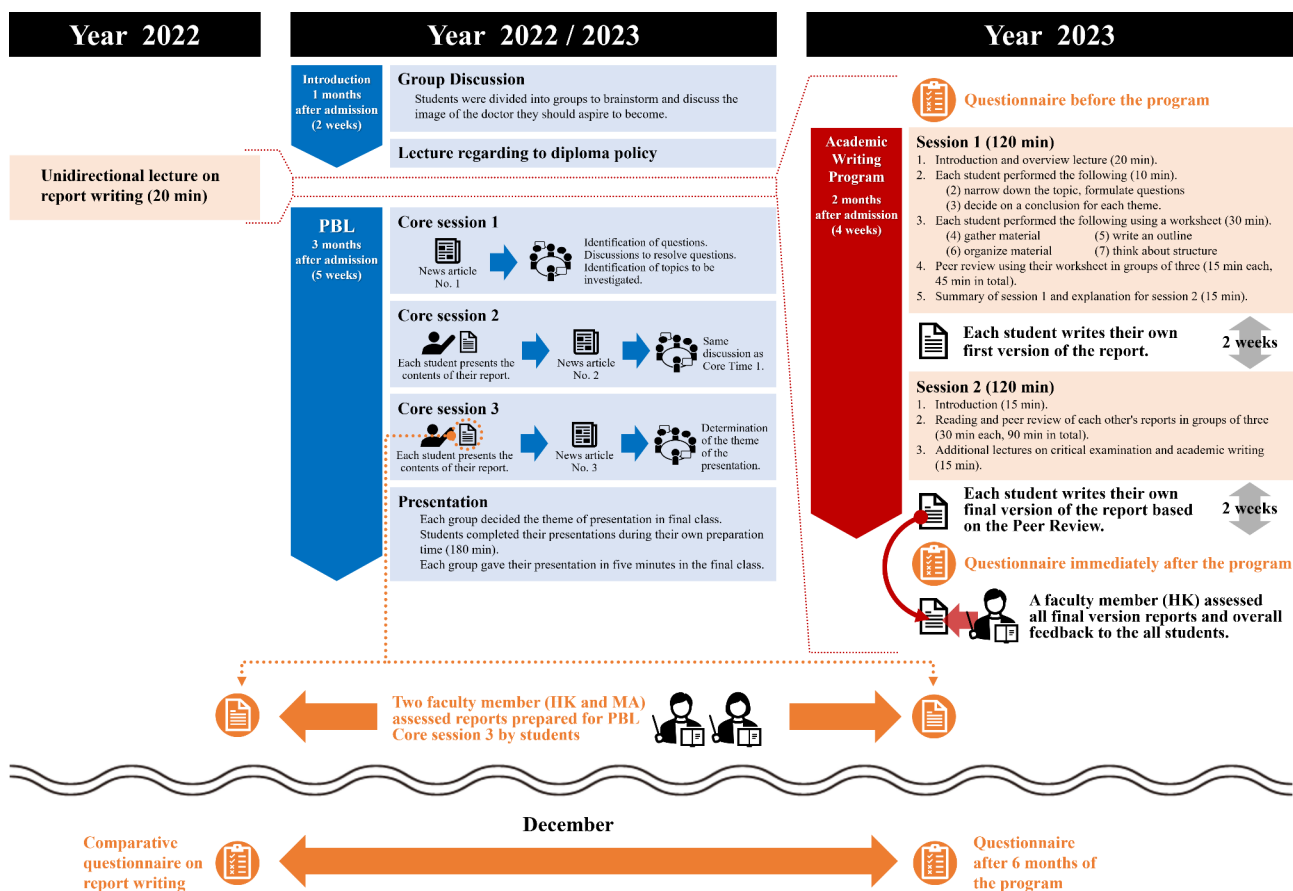 Year 2022
Year 2022 / 2023
Year 2023
Introduction
1 months
after admission
(2 weeks)
Group Discussion
Students were divided into groups to brainstorm and discuss the
image of the doctor they should aspire to become.
Lecture regarding to diploma policy
Unidirectional lecture on
report writing (20 min)
PBL
3 months
after admission
(5 weeks)
Core session 1
News article
No. 1
Identification of questions.
Discussions to resolve questions.
Identification of topics to be
investigated.
Core session 2
Each student presents the
contents of their report.
News article
No. 2
Same
discussion as
Core Time 1.
Core session 3
Each student presents the
contents of their report.
News article
No. 3
Determination
of the theme
of the
presentation.
Presentation
Each group decided the theme of presentation in final class.
Students completed their presentations during their own preparation
time (180 min).
Each group gave their presentation in five minutes in the final class.
Questionnaire before the program
Academic
Writing
Program
2 months
after admission
(4 weeks)
Session 1 (120 min)
1. Introduction and overview lecture (20 min).
2. Each student performed the following (10 min).
(2) narrow down the topic, formulate questions
(3) decide on a conclusion for each theme.
3. Each student performed the following using a worksheet (30 min).
(4) gather material (5) write an outline
(6) organize material (7) think about structure
4. Peer review using their worksheet in groups of three (15 min each,
45 min in total).
5. Summary of session 1 and explanation for session 2 (15 min).
Each student writes their own
first version of the report.
2 weeks
Session 2 (120 min)
1. Introduction (15 min).
2. Reading and peer review of each other's reports in groups of three
(30 min each, 90 min in total).
3. Additional lectures on critical examination and academic writing
(15 min).
Each student writes their own
final version of the report based
on the Peer Review.
2 weeks
Questionnaire immediately after the program
A faculty member (HK) assessed
all final version reports and overall
feedback to the all students.
Two faculty member (HK and MA)
assessed reports prepared for PBL
Core session 3 by students
December
Comparative
questionnaire on
report writing
Questionnaire
after 6 months of
the program